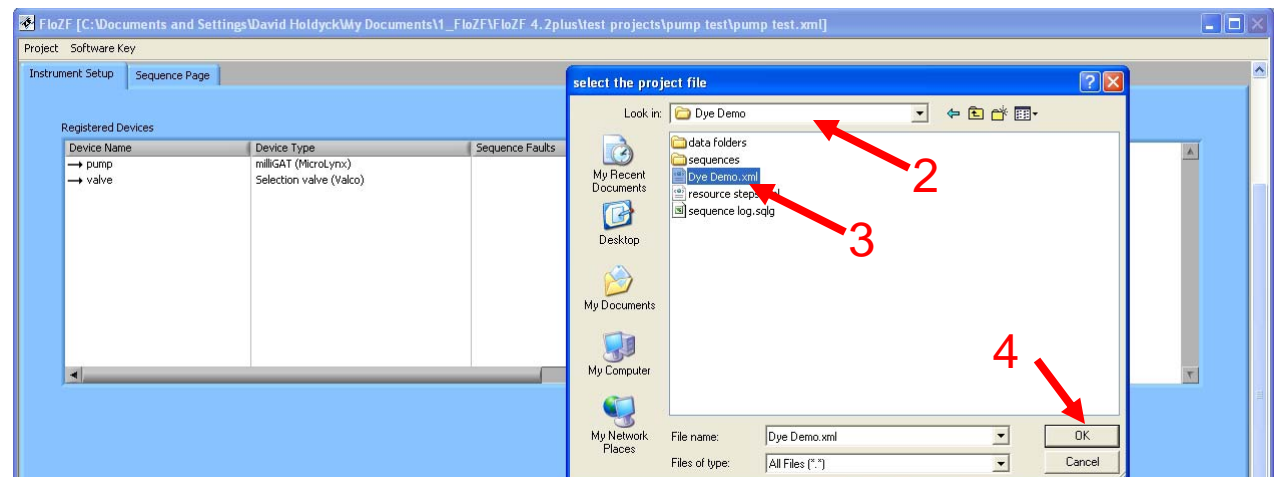 FloZF [C:\Documents and Settings\David Holdyck\My Documents\1_FloZF\FloZF 4.2plus\test projects\pump test\pump test.xml]
Project Software Key
Instrument Setup Sequence Page
Registered Devices
Device Name Device Type Sequence Faults
pump milliGAT (MicroLynx)
valve Selection valve (Valco)
select the project file
Look in: Dye Demo
data folders
sequences
Dye Demo.xml
resource steps
sequence log.sqlg
My Recent
Documents
Desktop
My Documents
My Computer
My Network
Places
File name: Dye Demo.xml OK
Files of type: All Files (*.*) Cancel
2
3
4